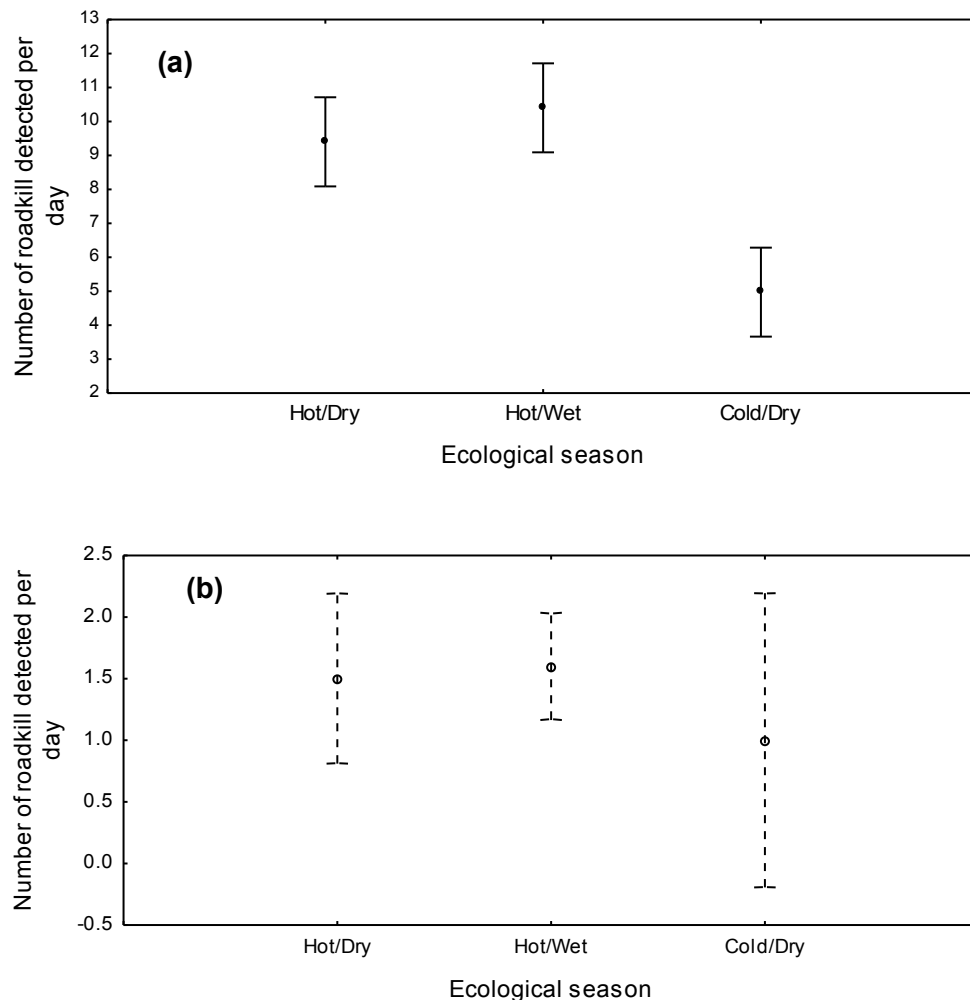 (a)
Number of roadkill detected per
day
13
12
11
10
9
8
7
6
5
4
3
2
Hot/Dry Hot/Wet Cold/Dry
Ecological season
(b)
Number of roadkill detected per
day
2.5
2.0
1.5
1.0
0.5
0.0
-0.5
Hot/Dry Hot/Wet Cold/Dry
Ecological season